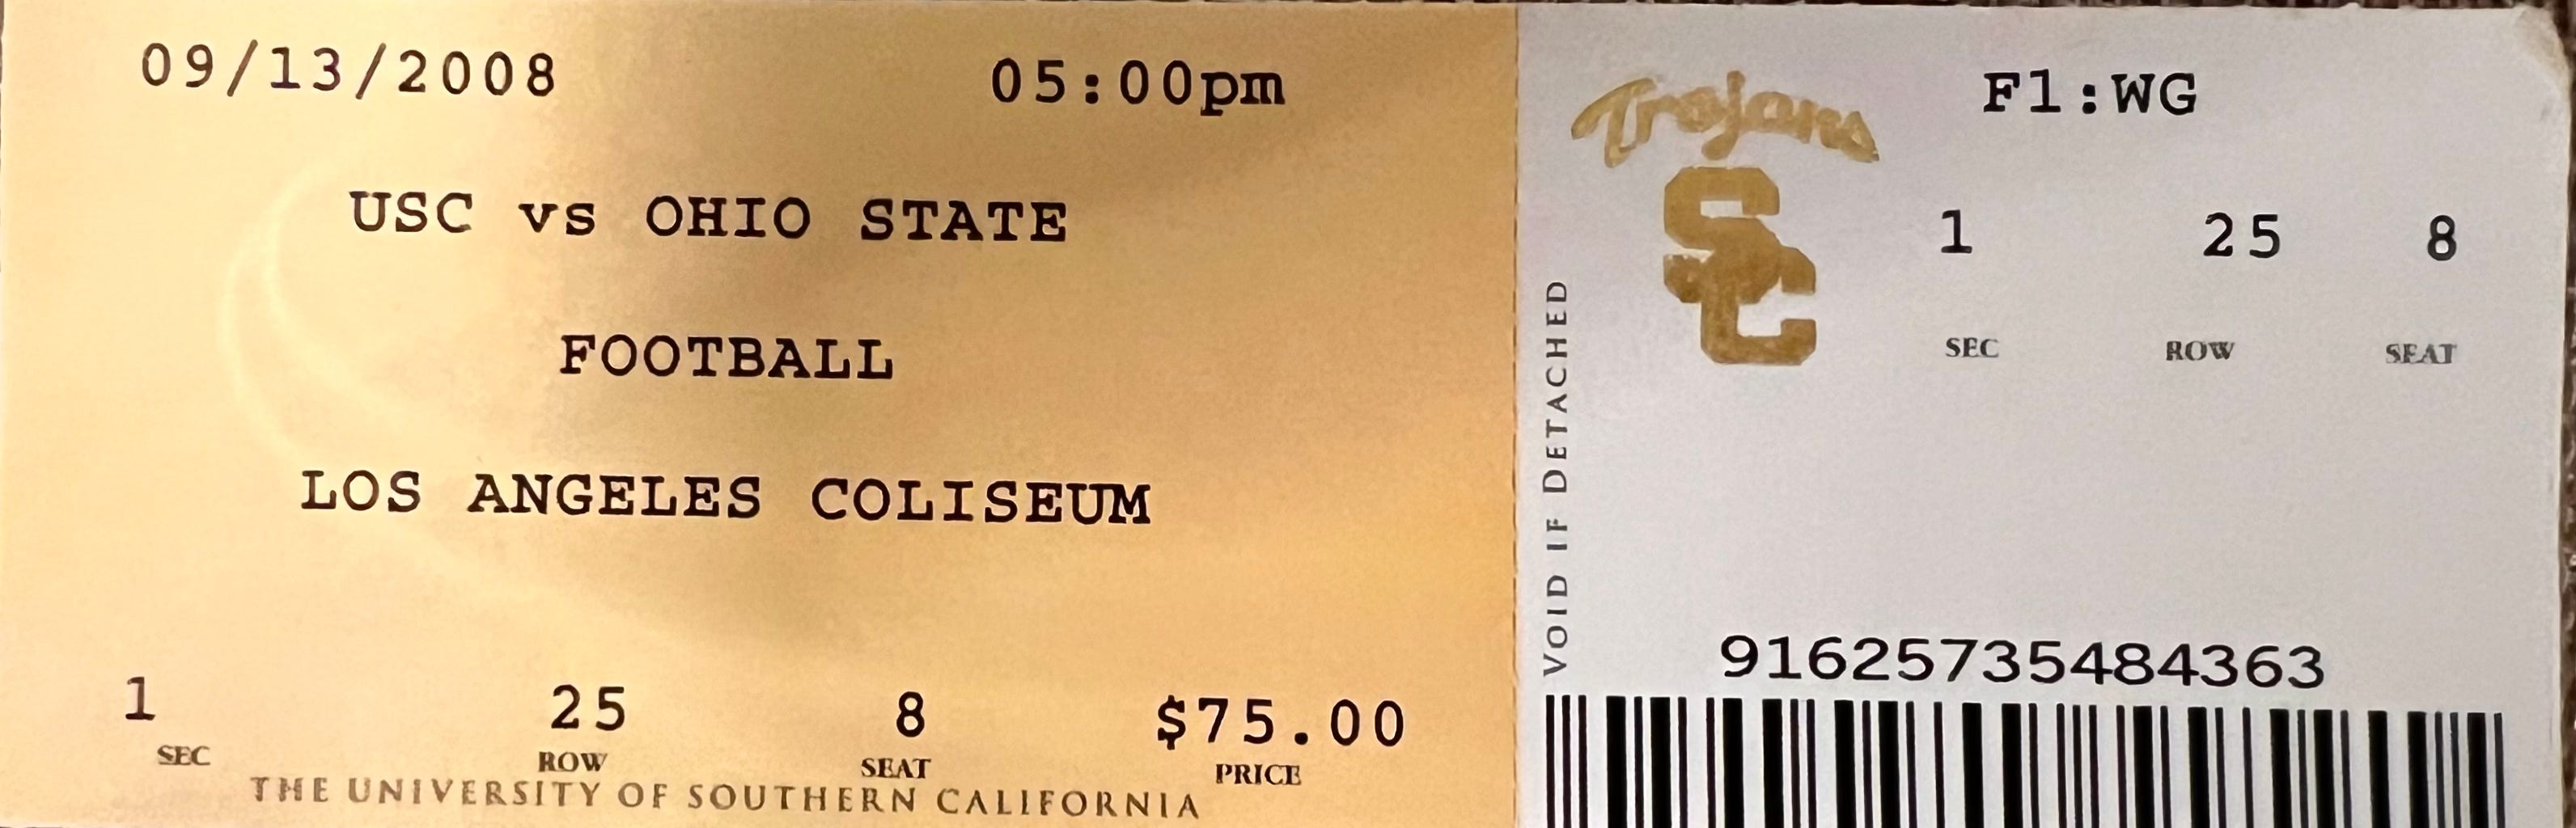 09/13/2008 05:00pm
USC vs OHIO STATE
FOOTBALL
LOS ANGELES COLISEUM
1 25 8 $75.00
SEC ROW SEAT PRICE
THE UNIVERSITY OF SOUTHERN CALIFORNIA
VOID IF DETACHED
Trojans
SC
F1:WG
1 25 8
SEC ROW SEAT
91625735484363